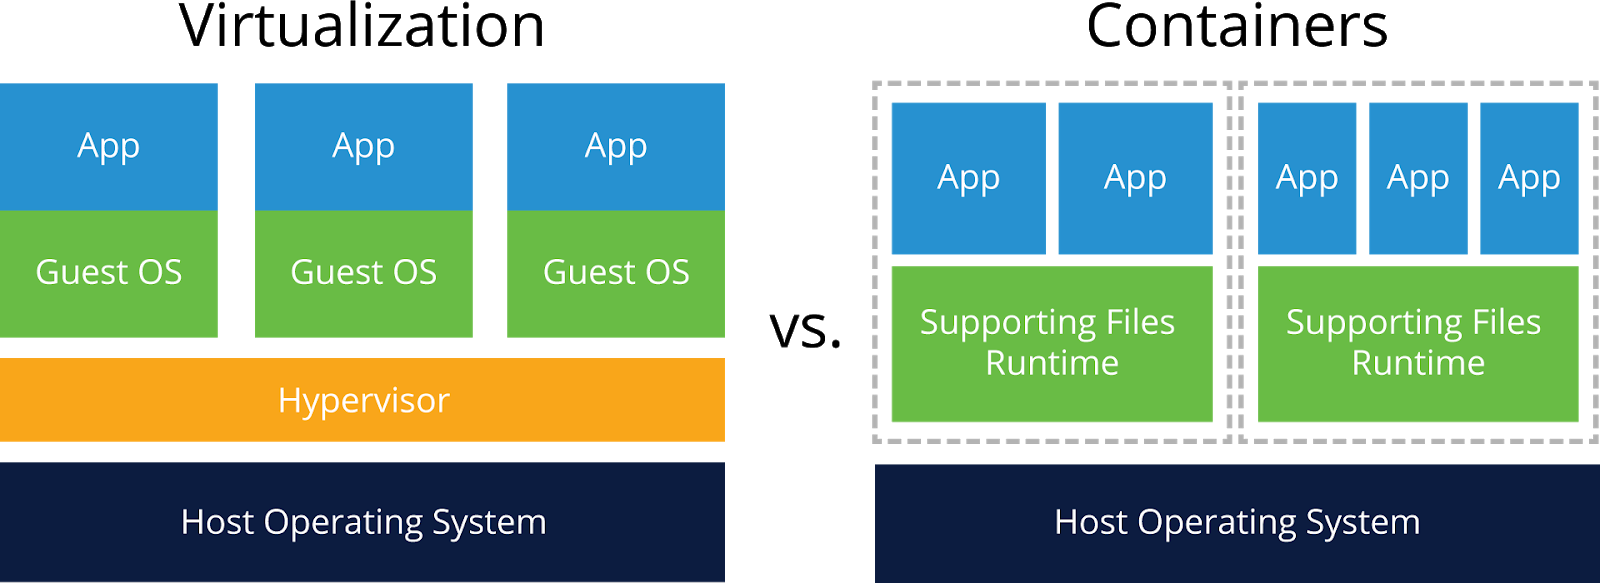 Virtualization
App
App
App
Guest OS
Guest OS
Guest OS
Hypervisor
Host Operating System
vs.
Containers
App
App
Supporting Files
Runtime
App
App
App
Supporting Files
Runtime
Host Operating System